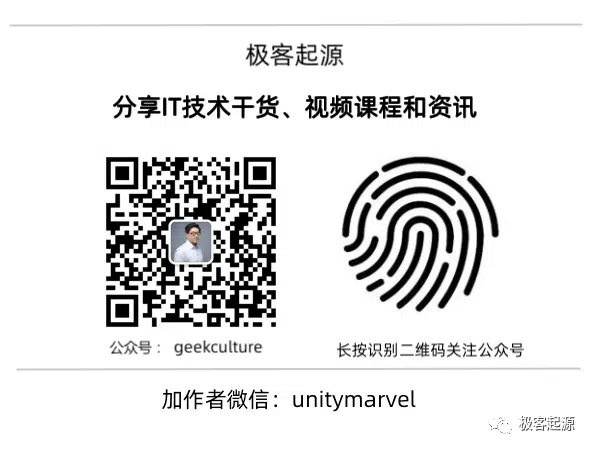 极客起源
分享IT技术干货、视频课程和资讯
公众号： geekculture
长按识别二维码关注公众号
加作者微信：unitymarvel
极客起源